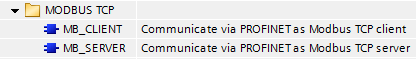 MODBUS TCP
MB_CLIENT Communicate via PROFINET as Modbus TCP client
MB_SERVER Communicate via PROFINET as Modbus TCP server